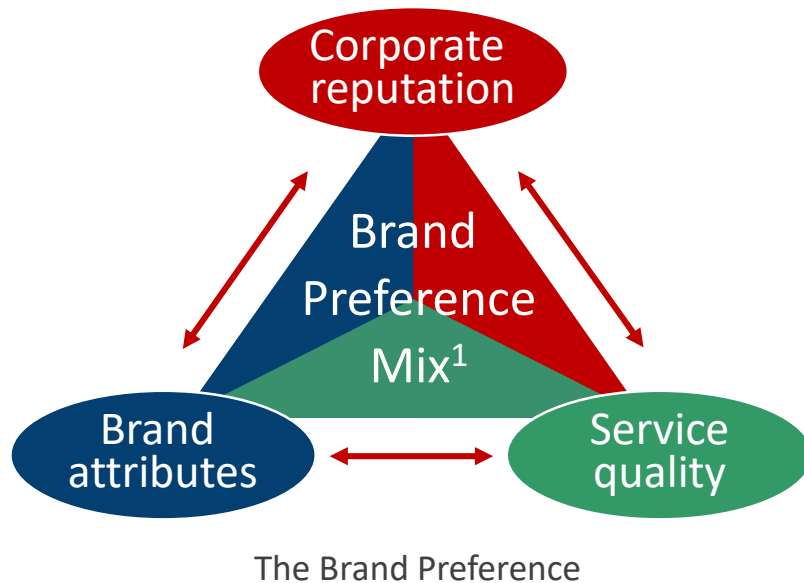 Corporate
reputation
Brand
Preference
Mix¹
Brand
attributes
Service
quality
The Brand Preference